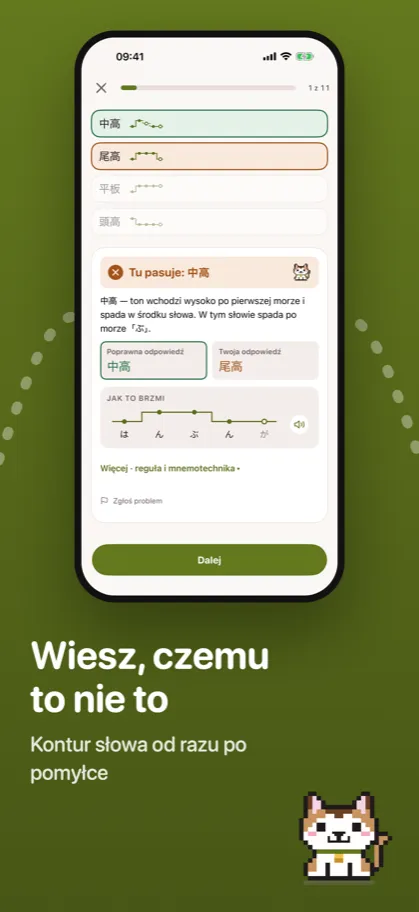 09:41
1 z 11
中高
尾高
平板
頭高
Tu pasuje: 中高
中高 — ton wchodzi wysoko po pierwszej morze i
spada w środku słowa. W tym słowie spada po
morze「ぶ」.
Poprawna odpowiedź
中高
Twoja odpowiedź
尾高
JAK TO BRZMI
は ん ぶ ん が
Więcej · reguła i mnemotechnika
Zgłoś problem
Dalej
Wiesz, czemu
to nie to
Kontur słowa od razu po
pomyłce